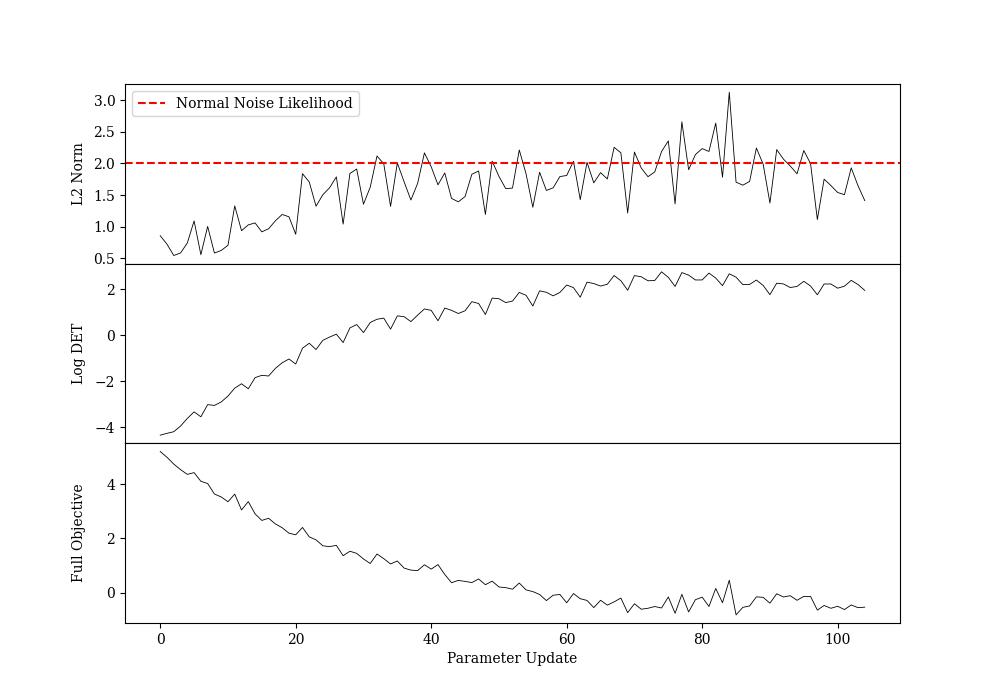 Normal Noise Likelihood
L2 Norm
3.0
2.5
2.0
1.5
1.0
0.5
Log DET
2
0
−2
−4
Full Objective
4
2
0
0 20 40 60 80 100
Parameter Update